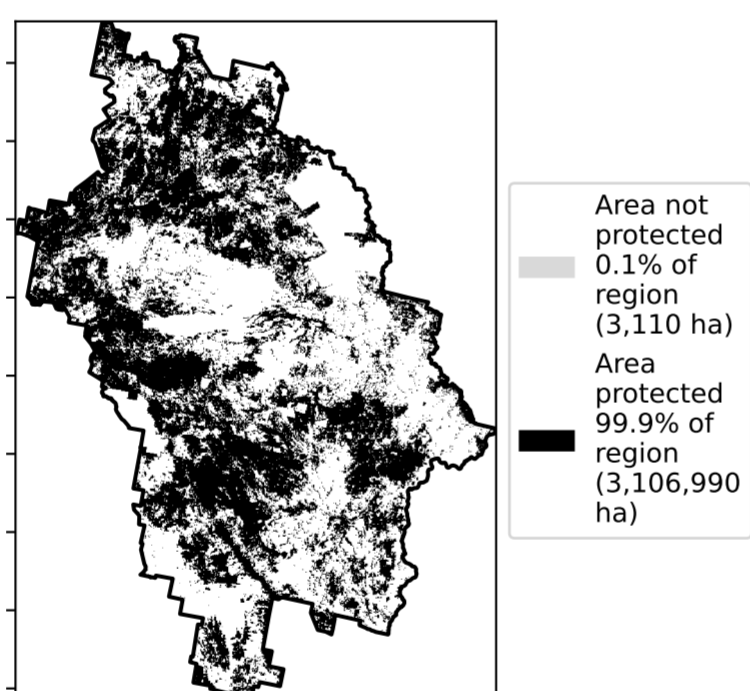 Area not
protected
0.1% of
region
(3,110 ha)
Area
protected
99.9% of
region
(3,106,990
ha)